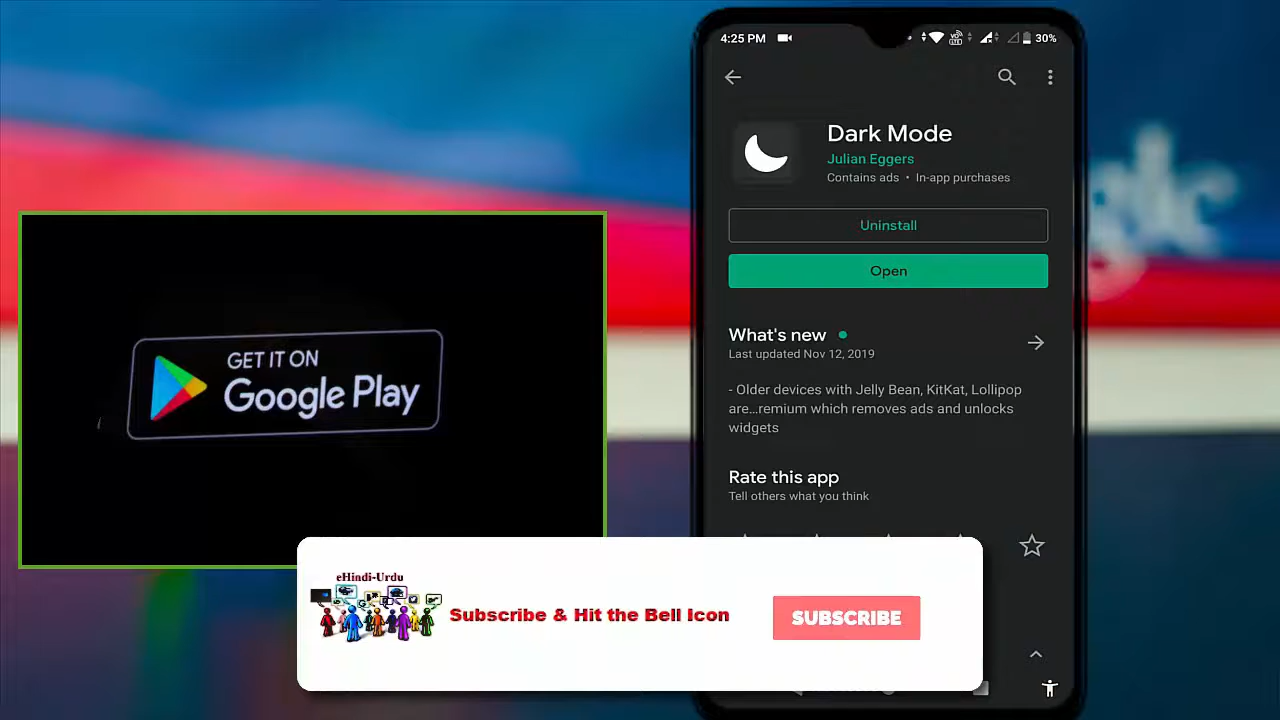 GET IT ON
Google Play
4:25 PM
30%
Dark Mode
Julian Eggers
Contains ads • In-app purchases
Uninstall
Open
What's new
Last updated Nov 12, 2019
- Older devices with Jelly Bean, KitKat, Lollipop
are...remium which removes ads and unlocks
widgets
Rate this app
Tell others what you think
eHindi-Urdu
Subscribe & Hit the Bell Icon
SUBSCRIBE